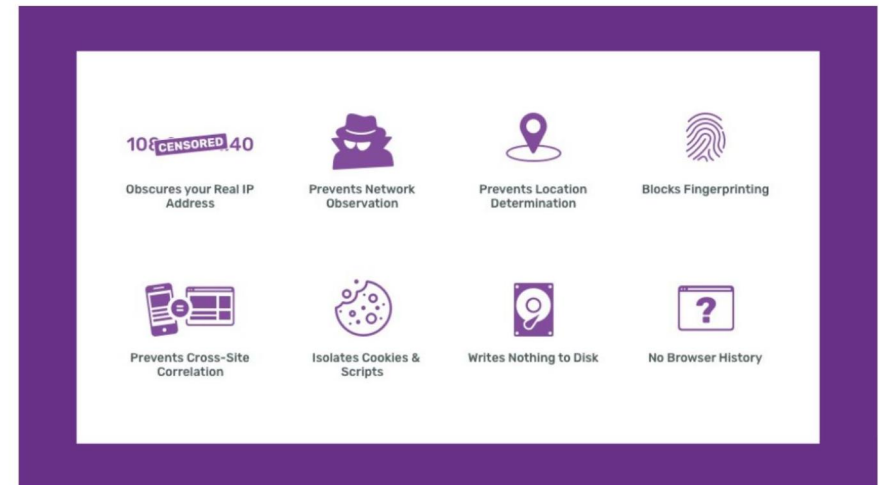 108 CENSORED .40
Obscures your Real IP
Address
Prevents Network
Observation
Prevents Location
Determination
Blocks Fingerprinting
Prevents Cross-Site
Correlation
Isolates Cookies &
Scripts
Writes Nothing to Disk
No Browser History